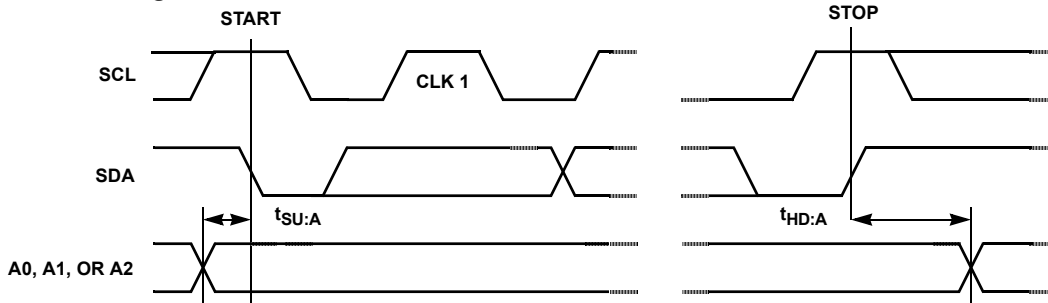 START
STOP
SCL
CLK 1
SDA
tSU:A
tHD:A
A0, A1, OR A2